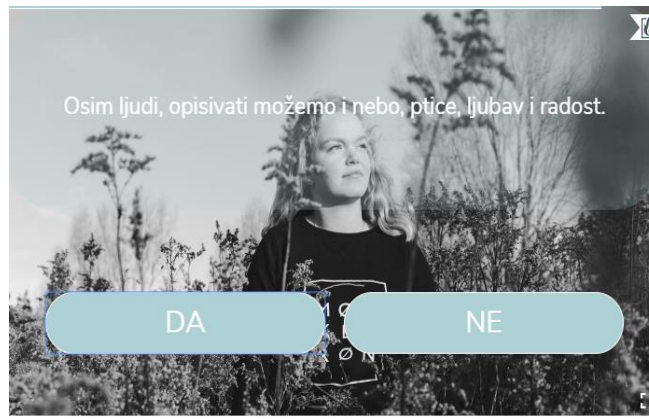 Osim ljudi, opisivati možemo i nebo, ptice, ljubav i radost.
DA
NE